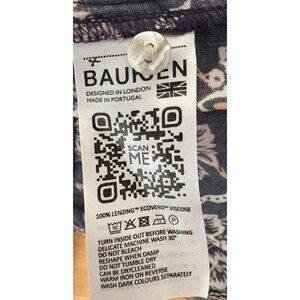 BAUKJEN
DESIGNED IN LONDON
MADE IN PORTUGAL
SCAN
ME
100% LENZING™ ECOVERO™ VISCOSE
30
TURN INSIDE OUT BEFORE WASHING
DELICATE MACHINE WASH 30°
DO NOT BLEACH
RESHAPE WHEN DAMP
DO NOT TUMBLE DRY
CAN BE DRYCLEANED
WARM IRON ON REVERSE
WASH DARK COLOURS SEPARATELY